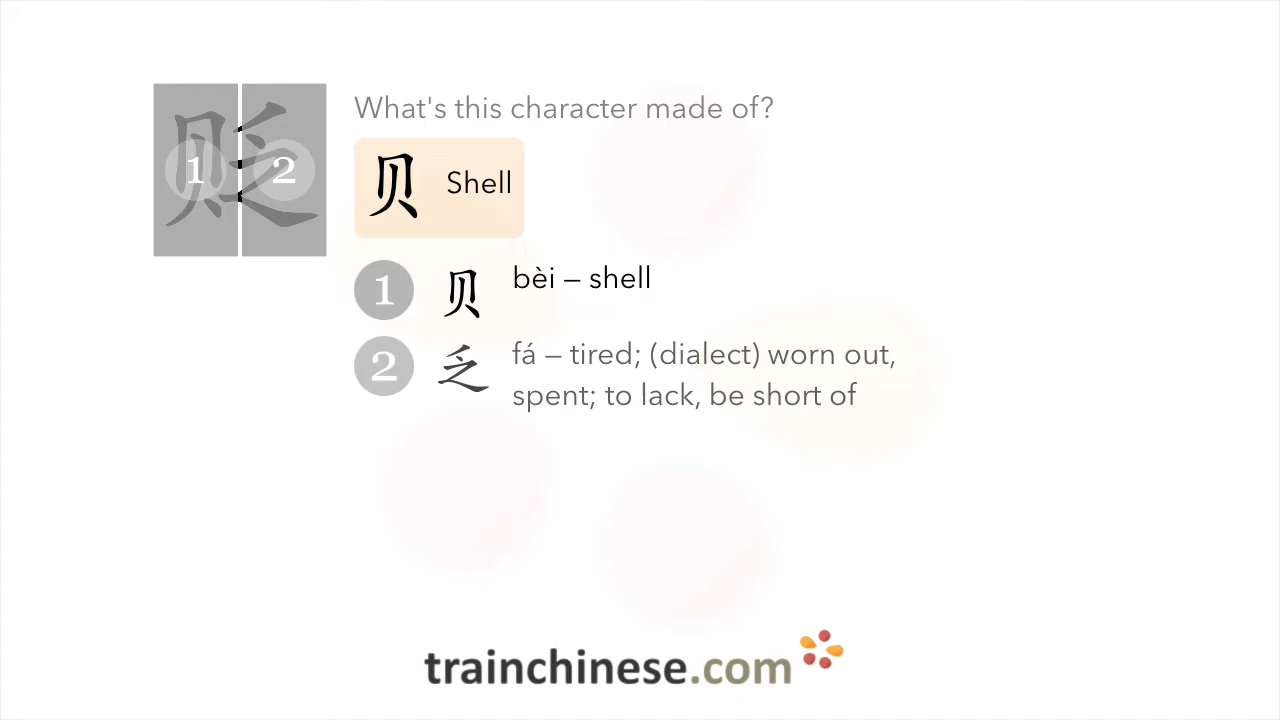 贬
1 2
What's this character made of?
贝 Shell
1 贝 bèi – shell
2 乏 fá – tired; (dialect) worn out,
spent; to lack, be short of
trainchinese.com